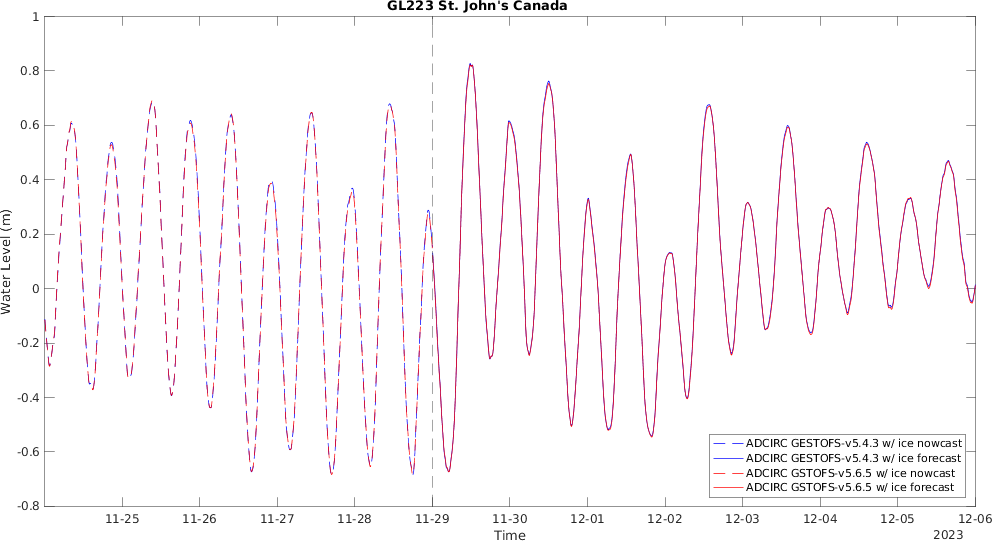 GL223 St. John's Canada
1
0.8
0.6
0.4
0.2
0
-0.2
-0.4
-0.6
-0.8
Water Level (m)
ADCIRC GESTOFS-v5.4.3 w/ ice nowcast
ADCIRC GESTOFS-v5.4.3 w/ ice forecast
ADCIRC GSTOFS-v5.6.5 w/ ice nowcast
ADCIRC GSTOFS-v5.6.5 w/ ice forecast
11-25 11-26 11-27 11-28 11-29 11-30 12-01 12-02 12-03 12-04 12-05 12-06
Time
2023